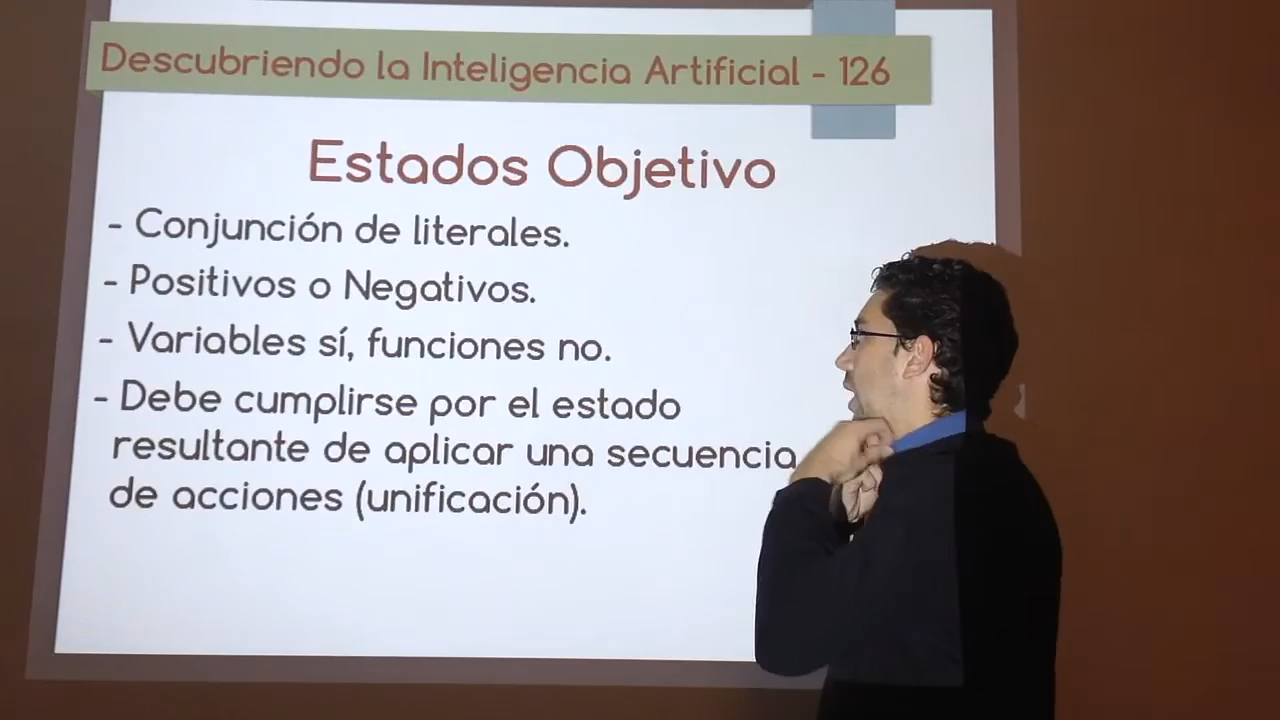 Descubriendo la Inteligencia Artificial - 126
Estados Objetivo
- Conjunción de literales.
- Positivos o Negativos.
- Variables sí, funciones no.
- Debe cumplirse por el estado
resultante de aplicar una secuencia
de acciones (unificación).